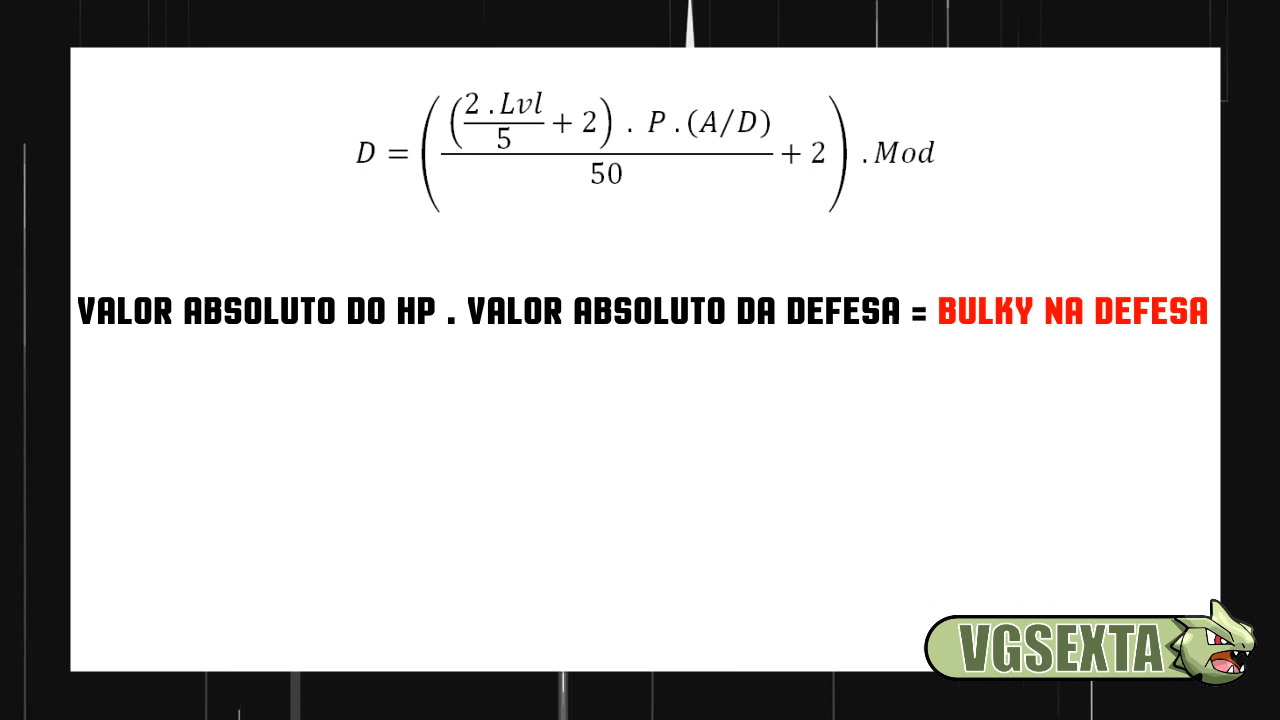 D = (((2 . Lvl)/5 + 2) . P . (A/D)/50 + 2) . Mod
VALOR ABSOLUTO DO HP . VALOR ABSOLUTO DA DEFESA = BULKY NA DEFESA
VGSEXTA